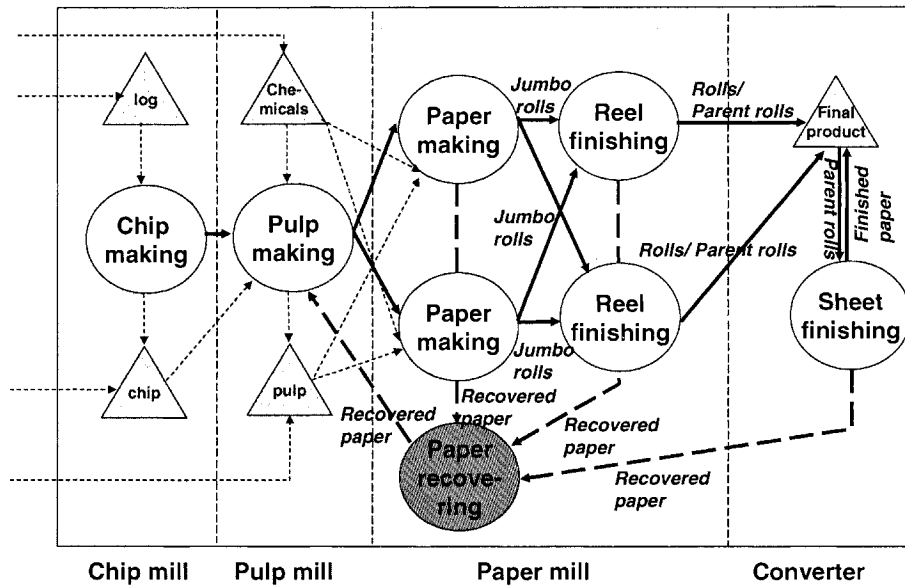 log
Che-
micals
Paper
making
Jumbo
rolls
Reel
finishing
Rolls/
Parent rolls
Final
product
Chip
making
Pulp
making
Jumbo
rolls
Parent rolls
Finished
paper
Rolls/ Parent rolls
Paper
making
Reel
finishing
Sheet
finishing
Jumbo
rolls
chip
pulp
Recovered
paper
Recovered
paper
Recovered
paper
Recovered
paper
Paper
recove-
ring
Chip mill
Pulp mill
Paper mill
Converter